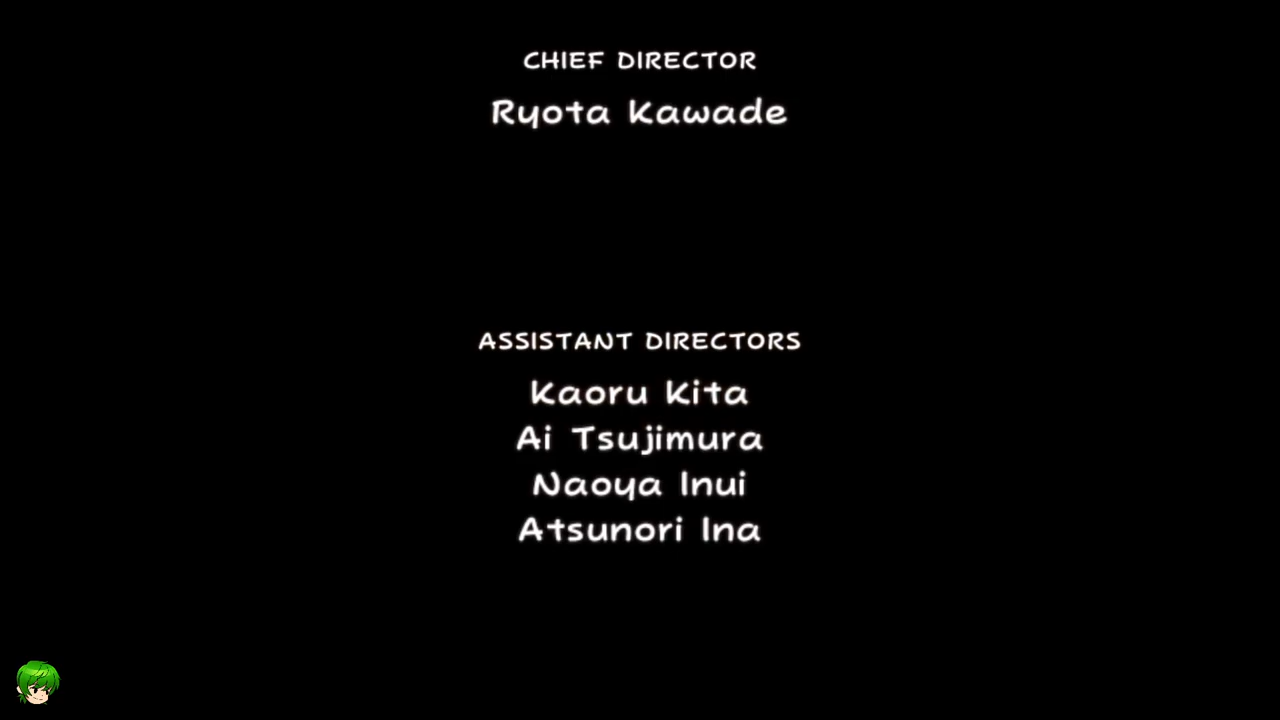 CHIEF DIRECTOR
Ryota Kawade
ASSISTANT DIRECTORS
Kaoru Kita
Ai Tsujimura
Naoya Inui
Atsunori Ina